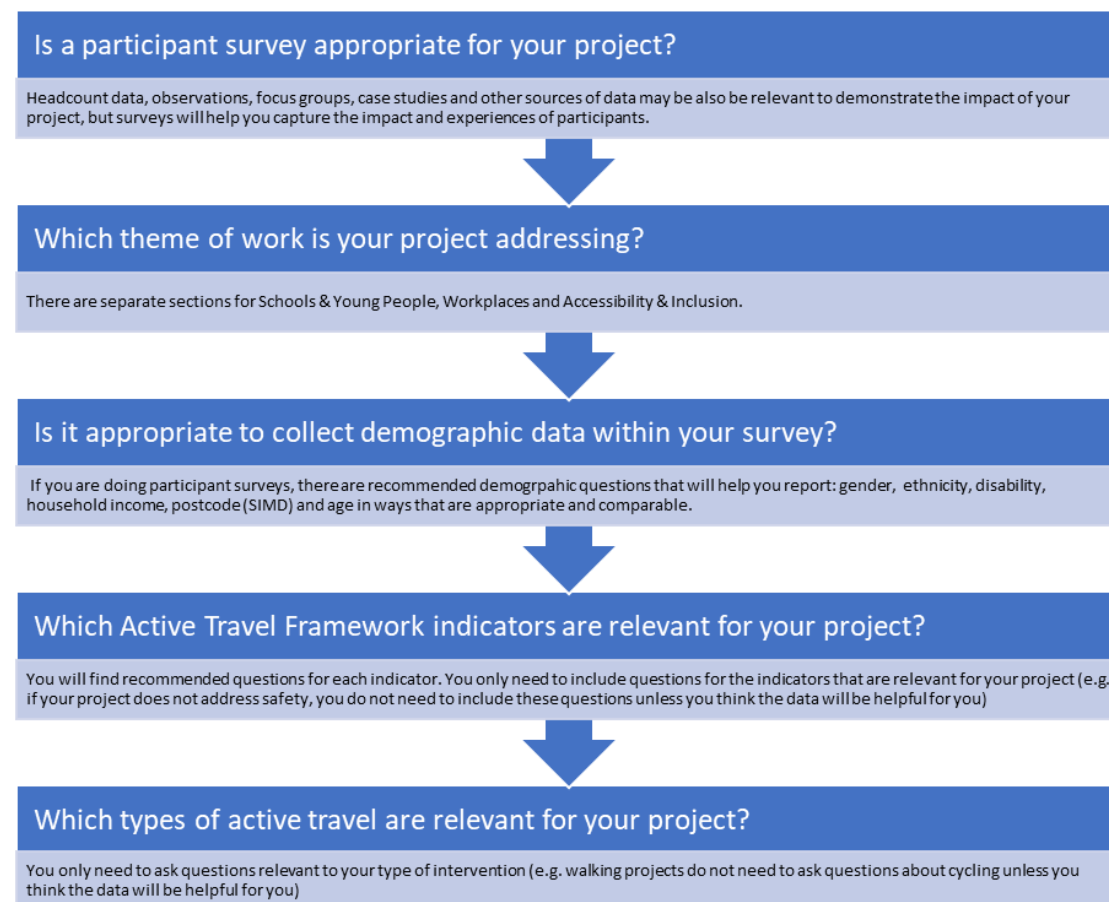 Is a participant survey appropriate for your project?
Headcount data, observations, focus groups, case studies and other sources of data may be also be relevant to demonstrate the impact of your
project, but surveys will help you capture the impact and experiences of participants.
Which theme of work is your project addressing?
There are separate sections for Schools & Young People, Workplaces and Accessibility & Inclusion.
Is it appropriate to collect demographic data within your survey?
If you are doing participant surveys, there are recommended demogrpahic questions that will help you report: gender, ethnicity, disability,
household income, postcode (SIMD) and age in ways that are appropriate and comparable.
Which Active Travel Framework indicators are relevant for your project?
You will find recommended questions for each indicator. You only need to include questions for the indicators that are relevant for your project (e.g.
if your project does not address safety, you do not need to include these questions unless you think the data will be helpful for you)
Which types of active travel are relevant for your project?
You only need to ask questions relevant to your type of intervention (e.g. walking projects do not need to ask questions about cycling unless you
think the data will be helpful for you)